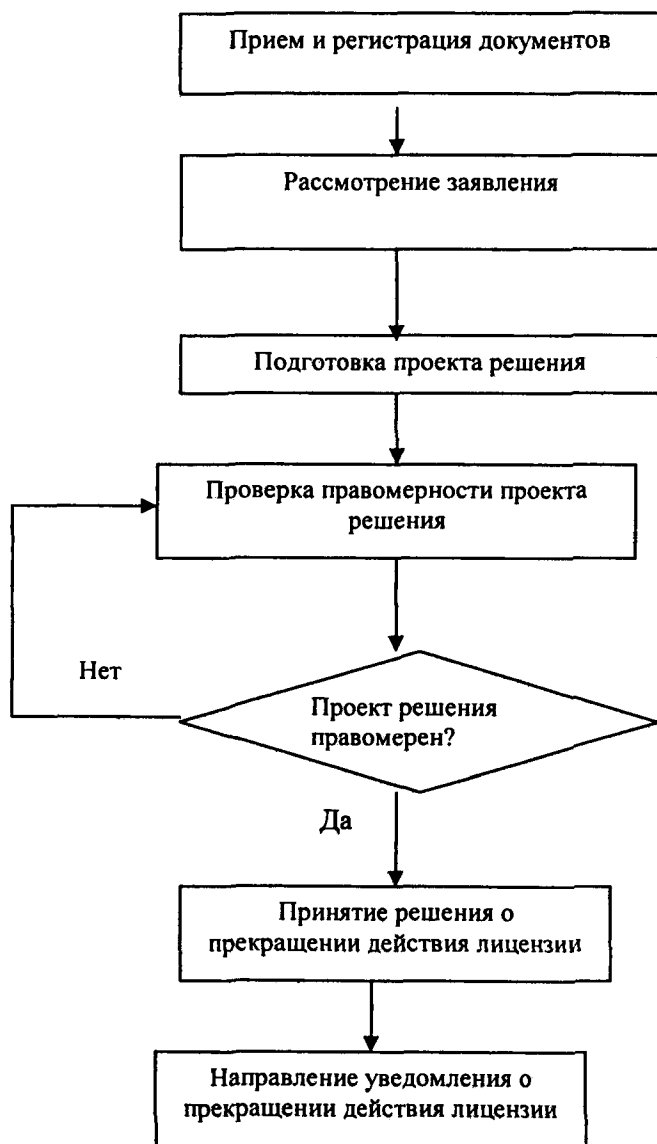 Прием и регистрация документов
Рассмотрение заявления
Подготовка проекта решения
Проверка правомерности проекта
решения
Нет
Проект решения
правомерен?
Да
Принятие решения о
прекращении действия лицензии
Направление уведомления о
прекращении действия лицензии